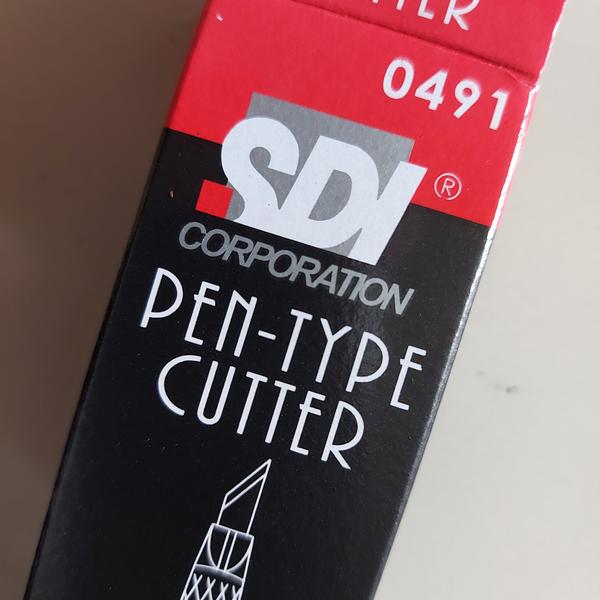 0491
SDI®
CORPORATION
PEN-TYPE
CUTTER